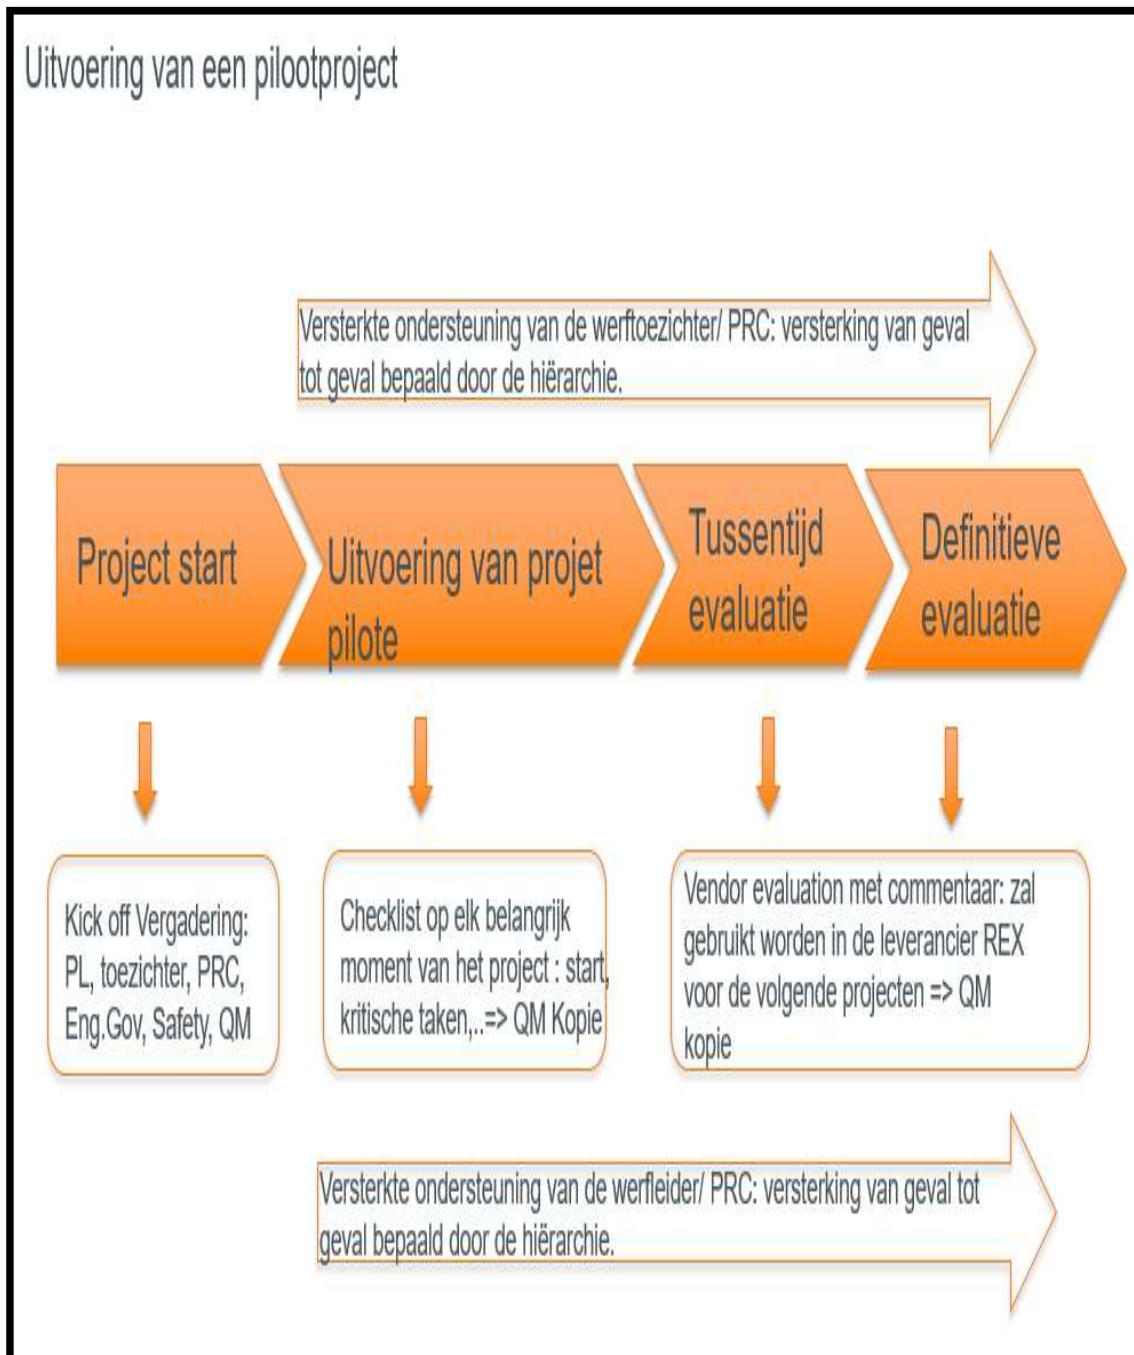 Uitvoering van een pilootproject
Versterkte ondersteuning van de werftoezichter/ PRC: versterking van geval
tot geval bepaald door de hiërarchie.
Project start
Uitvoering van projet
pilote
Tussentijd
evaluatie
Definitieve
evaluatie
Kick off Vergadering:
PL, toezichter, PRC,
Eng.Gov, Safety, QM
Checklist op elk belangrijk
moment van het project : start,
kritische taken,..=> QM Kopie
Vendor evaluation met commentaar: zal
gebruikt worden in de leverancier REX
voor de volgende projecten => QM
kopie
Versterkte ondersteuning van de werfleider/ PRC: versterking van geval tot
geval bepaald door de hiërarchie.